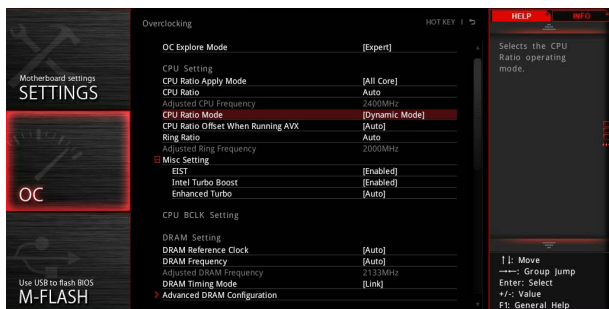 Overclocking
HOT KEY |
HELP
INFO
Motherboard settings
SETTINGS
OC
Use USB to flash BIOS
M-FLASH
OC Explore Mode [Expert]
CPU Setting
CPU Ratio Apply Mode [All Core]
CPU Ratio Auto
Adjusted CPU Frequency 2400MHz
CPU Ratio Mode [Dynamic Mode]
CPU Ratio Offset When Running AVX [Auto]
Ring Ratio Auto
Adjusted Ring Frequency 2000MHz
Misc Setting
EIST [Enabled]
Intel Turbo Boost [Enabled]
Enhanced Turbo [Auto]
CPU BCLK Setting
DRAM Setting
DRAM Reference Clock [Auto]
DRAM Frequency [Auto]
Adjusted DRAM Frequency 2133MHz
DRAM Timing Mode [Link]
Advanced DRAM Configuration
Selects the CPU
Ratio operating
mode.
↑↓: Move
→←: Group Jump
Enter: Select
+/-: Value
F1: General Help